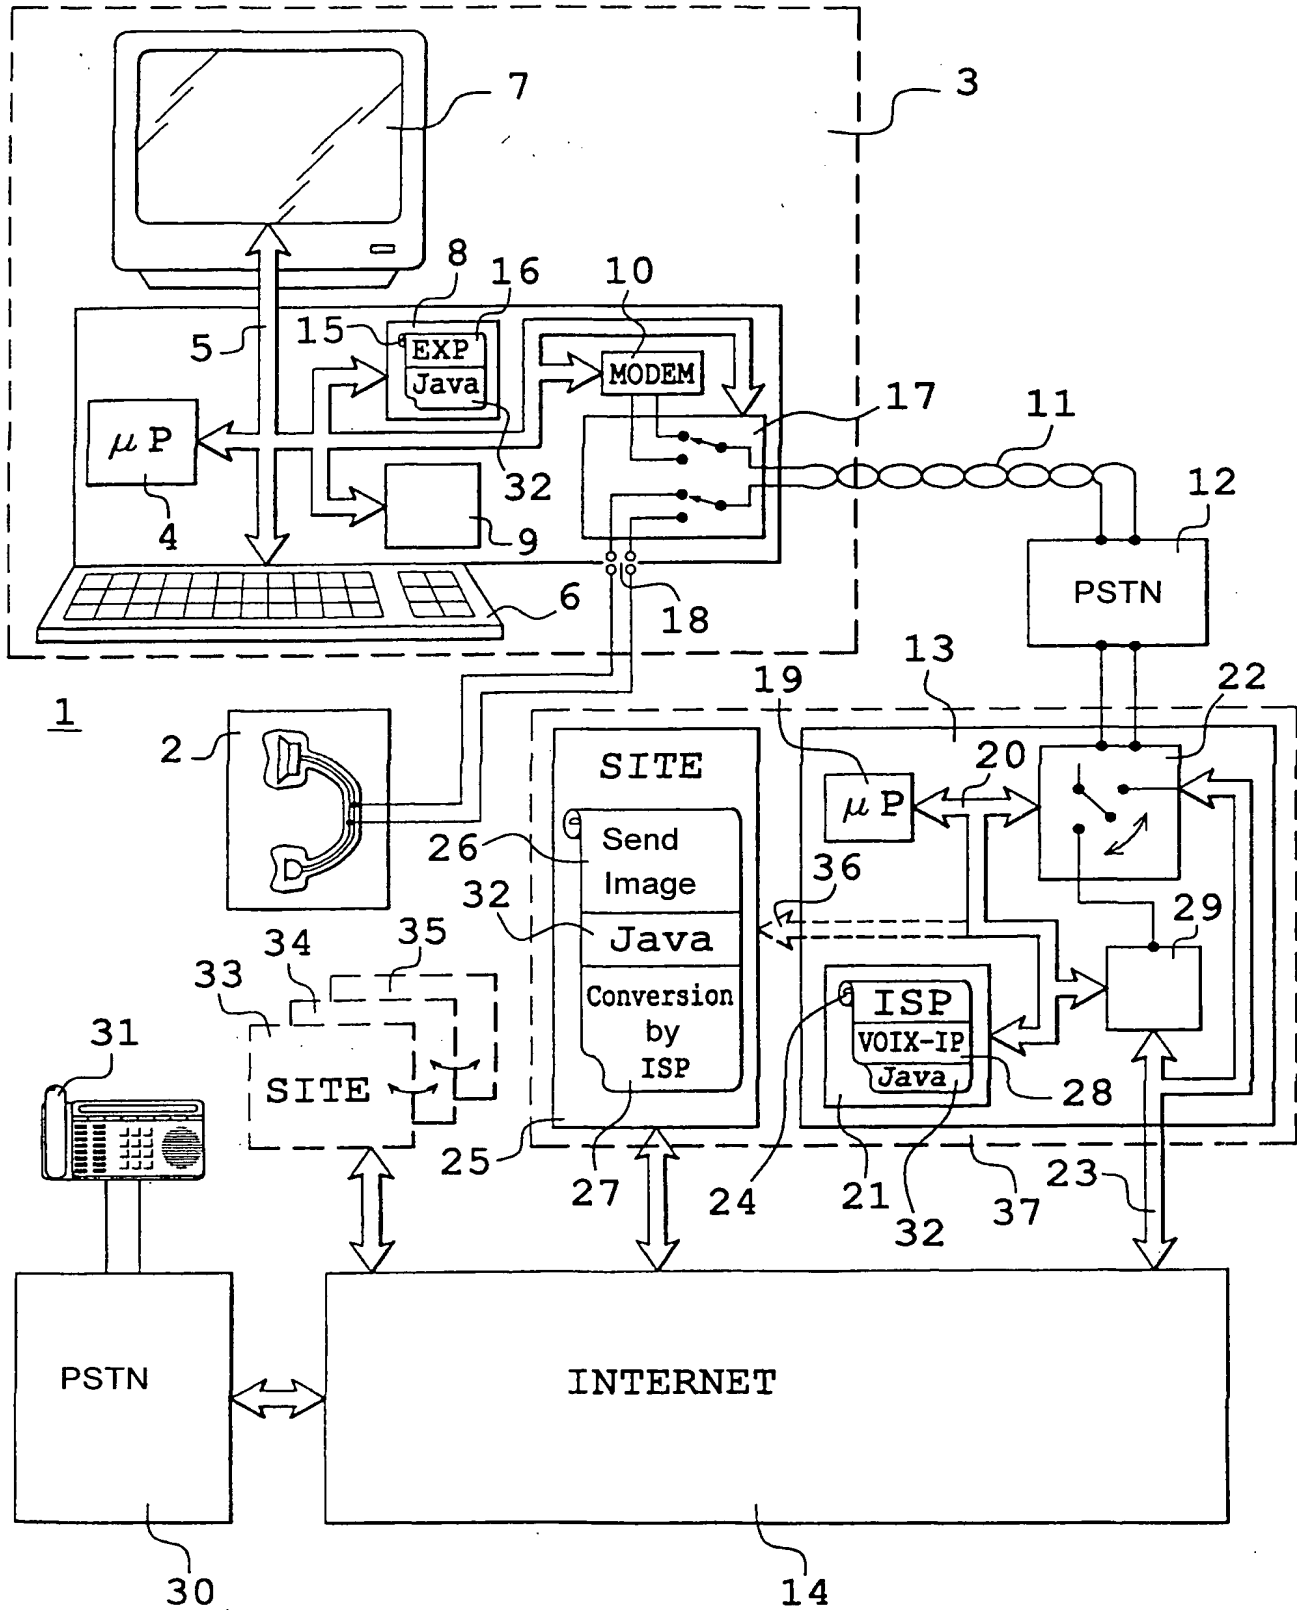 3
7
8
16
10
15
5
EXP
Java
MODEM
17
11
µP
32
12
4
9
PSTN
18
6
13
22
1
2
19
20
SITE
µP
26
Send
Image
36
32
Java
29
35
34
33
Conversion
by
ISP
ISP
VOIX-IP
Java
24
31
SITE
28
25
27
24
21
32
37
23
PSTN
INTERNET
30
14